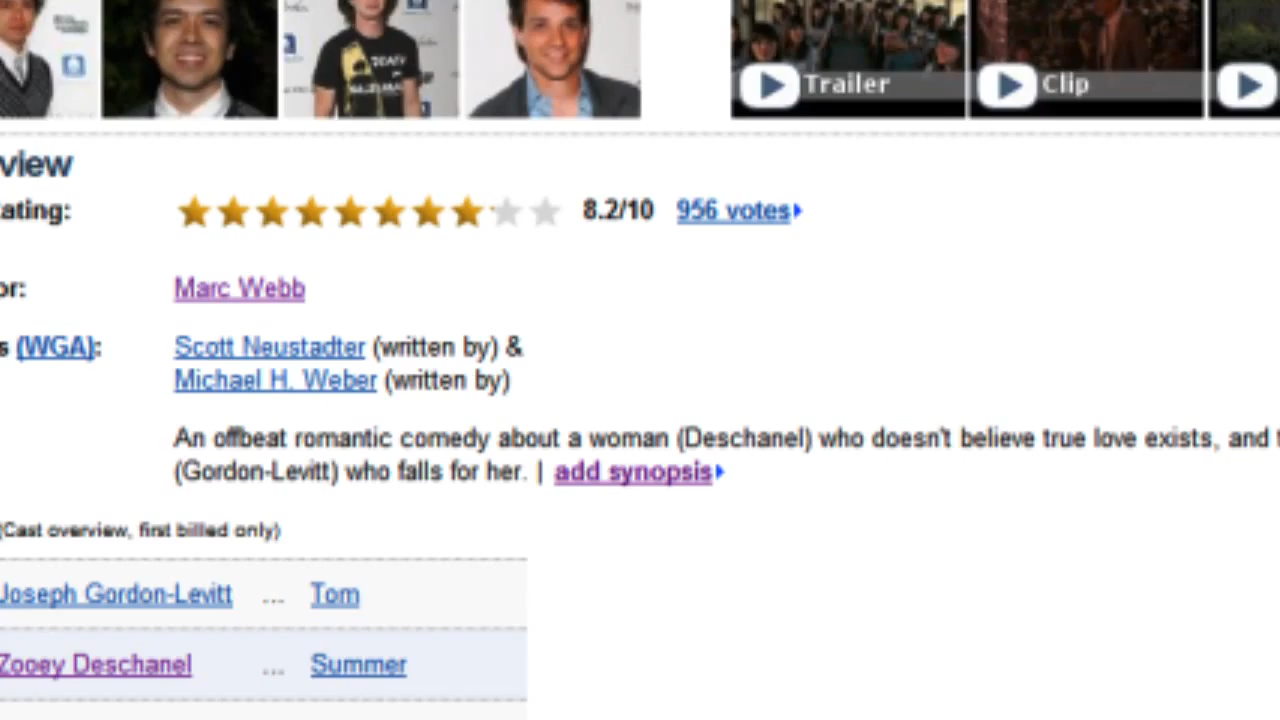 Trailer
Clip
view
ating:
8.2/10 956 votes
or:
Marc Webb
s (WGA):
Scott Neustadter (written by) &
Michael H. Weber (written by)
An offbeat romantic comedy about a woman (Deschanel) who doesn't believe true love exists, and t
(Gordon-Levitt) who falls for her. | add synopsis
(Cast overview, first billed only)
Joseph Gordon-Levitt ... Tom
Zooey Deschanel ... Summer